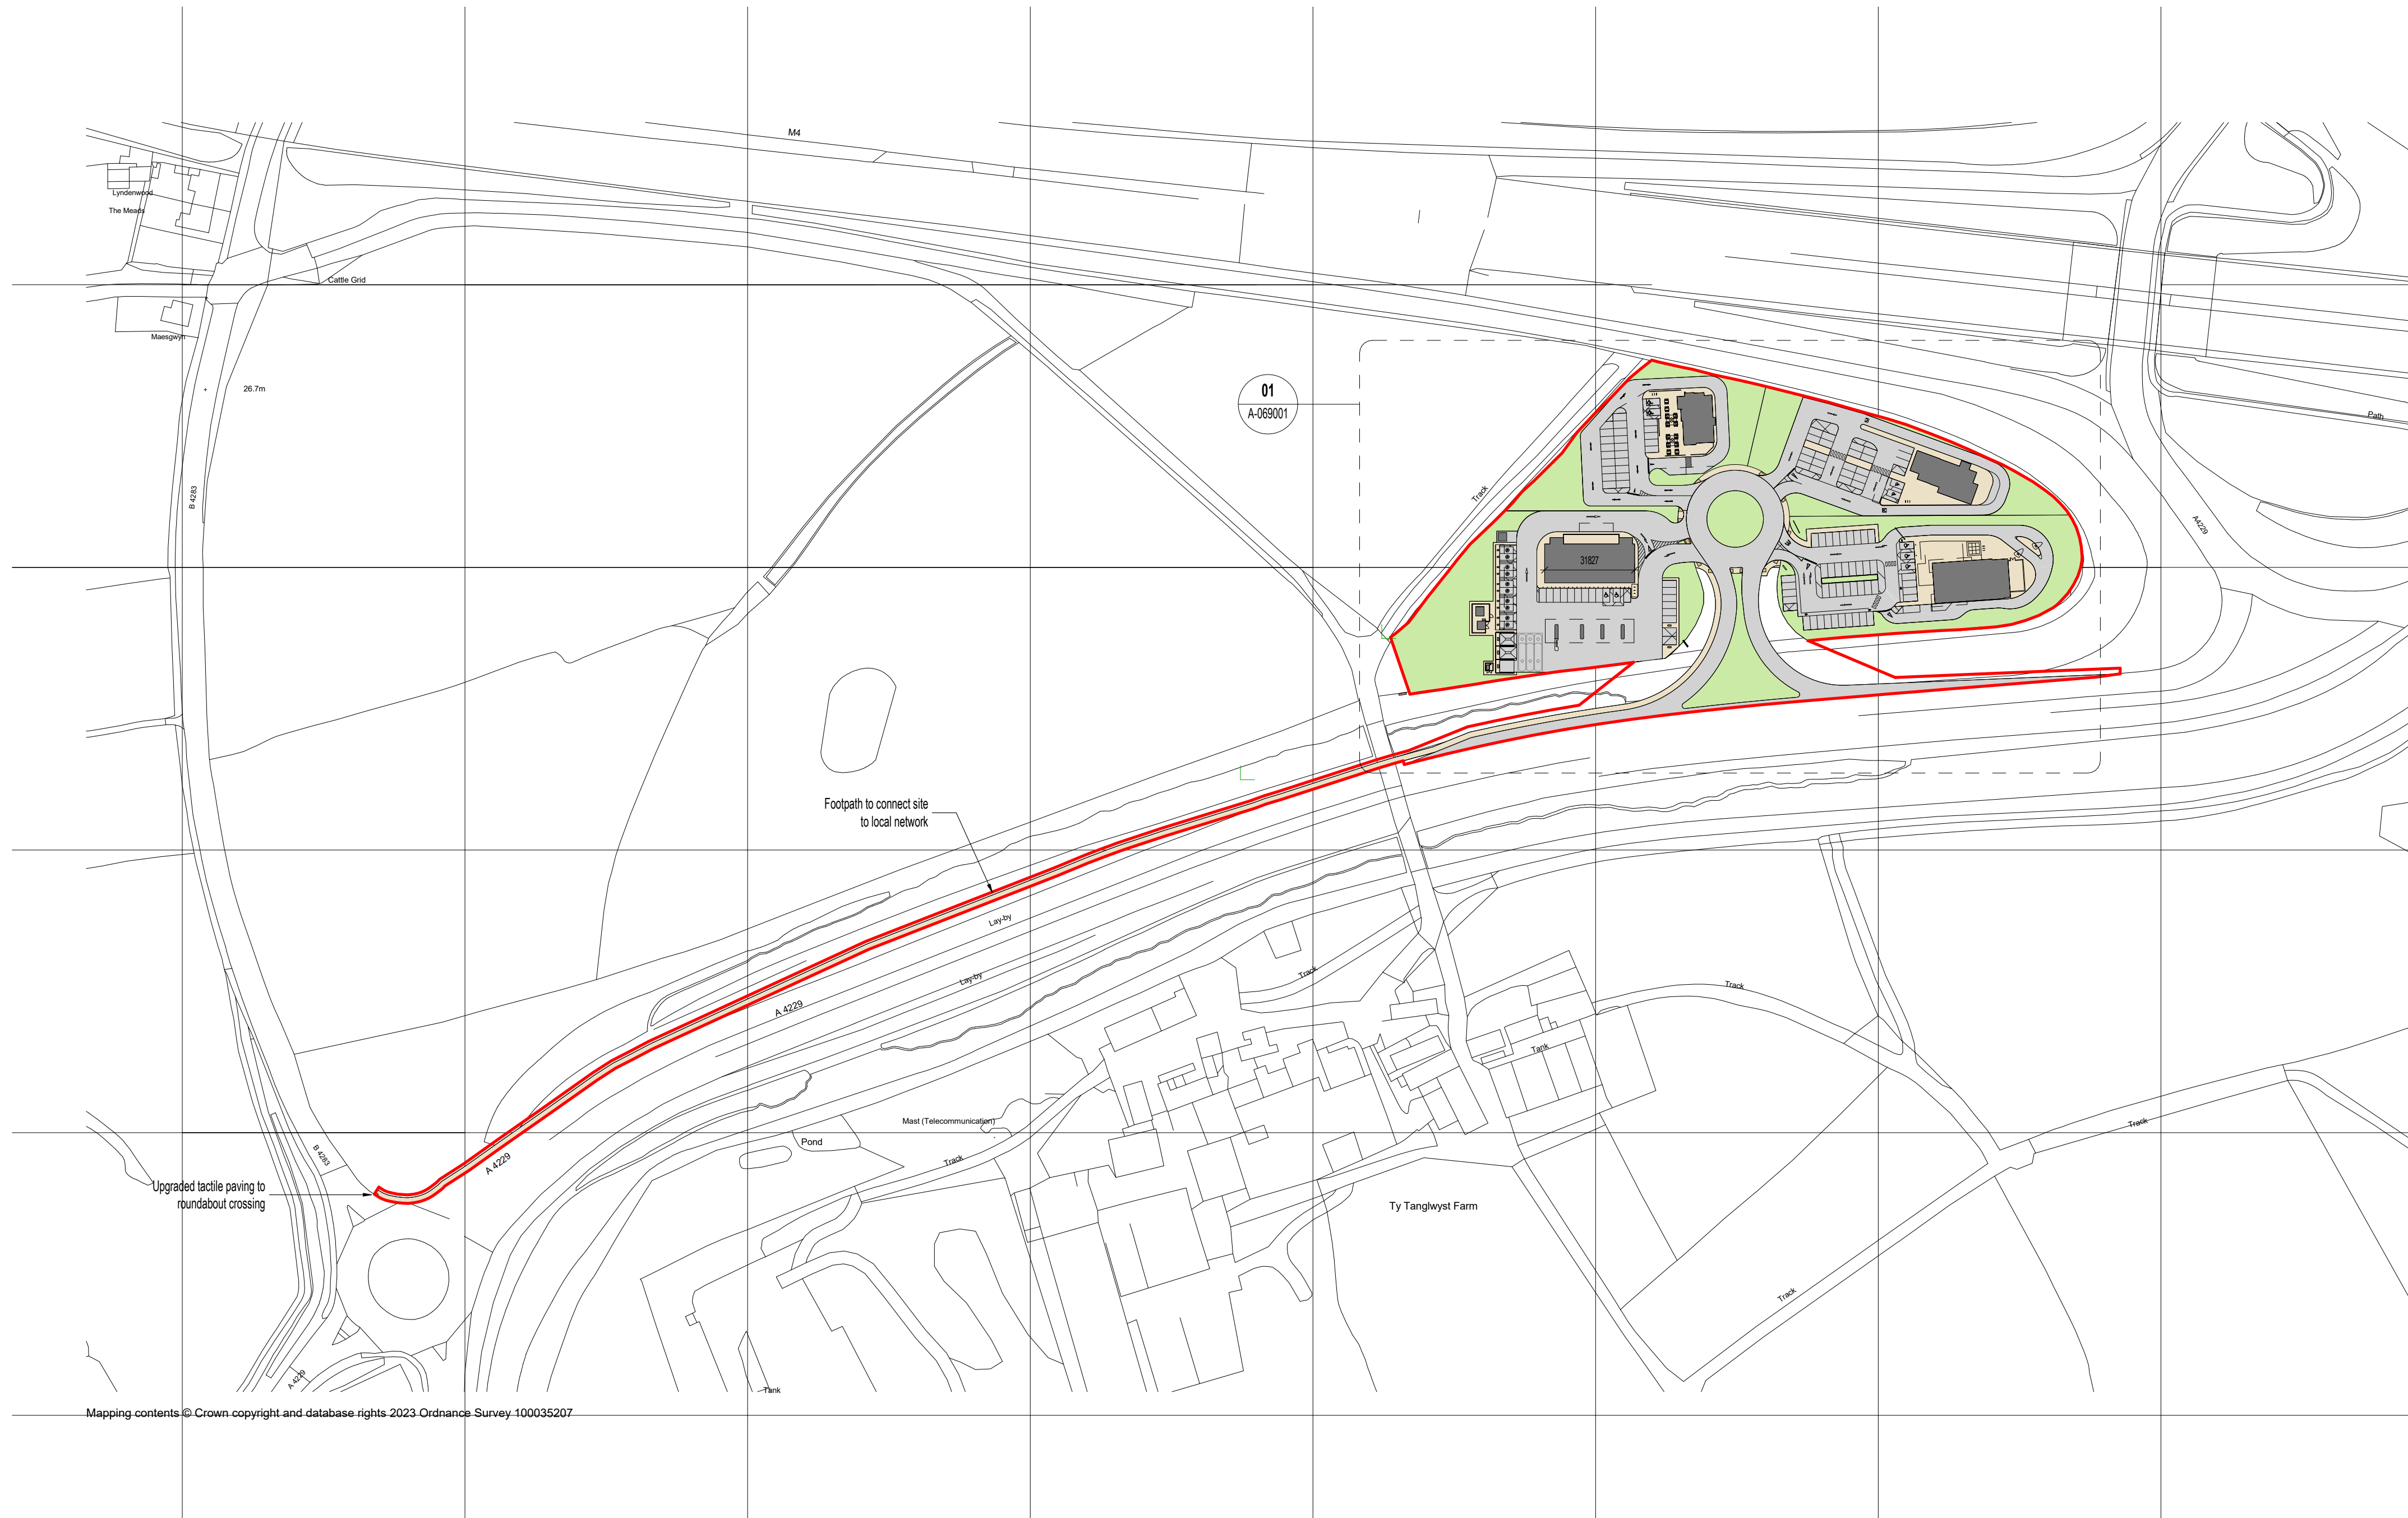 M4
Lyndenwood
The Meads
Cattle Grid
Maesgwyn
26.7m
B 4283
01
A-069001
Track
31827
Path
A4229
Footpath to connect site
to local network
Lay-by
Lay-by
A 4229
Track
Track
Tank
Mast (Telecommunication)
Pond
Track
Track
B 4283
A 4229
Upgraded tactile paving to
roundabout crossing
Ty Tanglwyst Farm
Track
A 4229
Tank
Mapping contents © Crown copyright and database rights 2023 Ordnance Survey 100035207